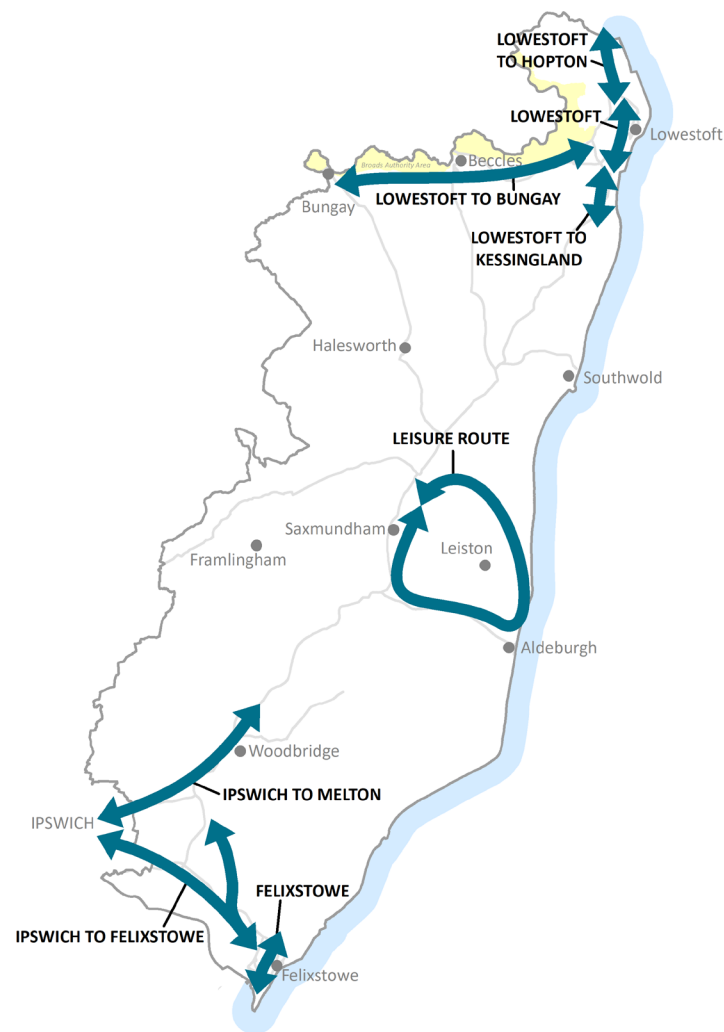 LOWESTOFT
TO HOPTON
LOWESTOFT
Lowestoft
Broads Authority Area
Beccles
Bungay
LOWESTOFT TO BUNGAY
LOWESTOFT TO
KESSINGLAND
Halesworth
Southwold
LEISURE ROUTE
Saxmundham
Leiston
Framlingham
Aldeburgh
Woodbridge
IPSWICH TO MELTON
IPSWICH
FELIXSTOWE
IPSWICH TO FELIXSTOWE
Felixstowe